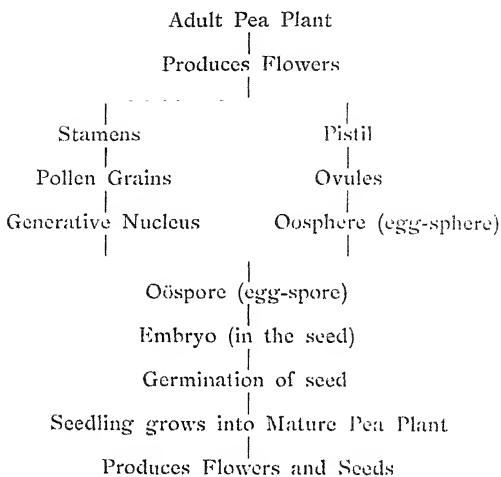 Adult Pea Plant
Produces Flowers
Stamens Pistil
Pollen Grains Ovules
Generative Nucleus Oosphere (egg-sphere)
Oöspore (egg-spore)
Embryo (in the seed)
Germination of seed
Seedling grows into Mature Pea Plant
Produces Flowers and Seeds